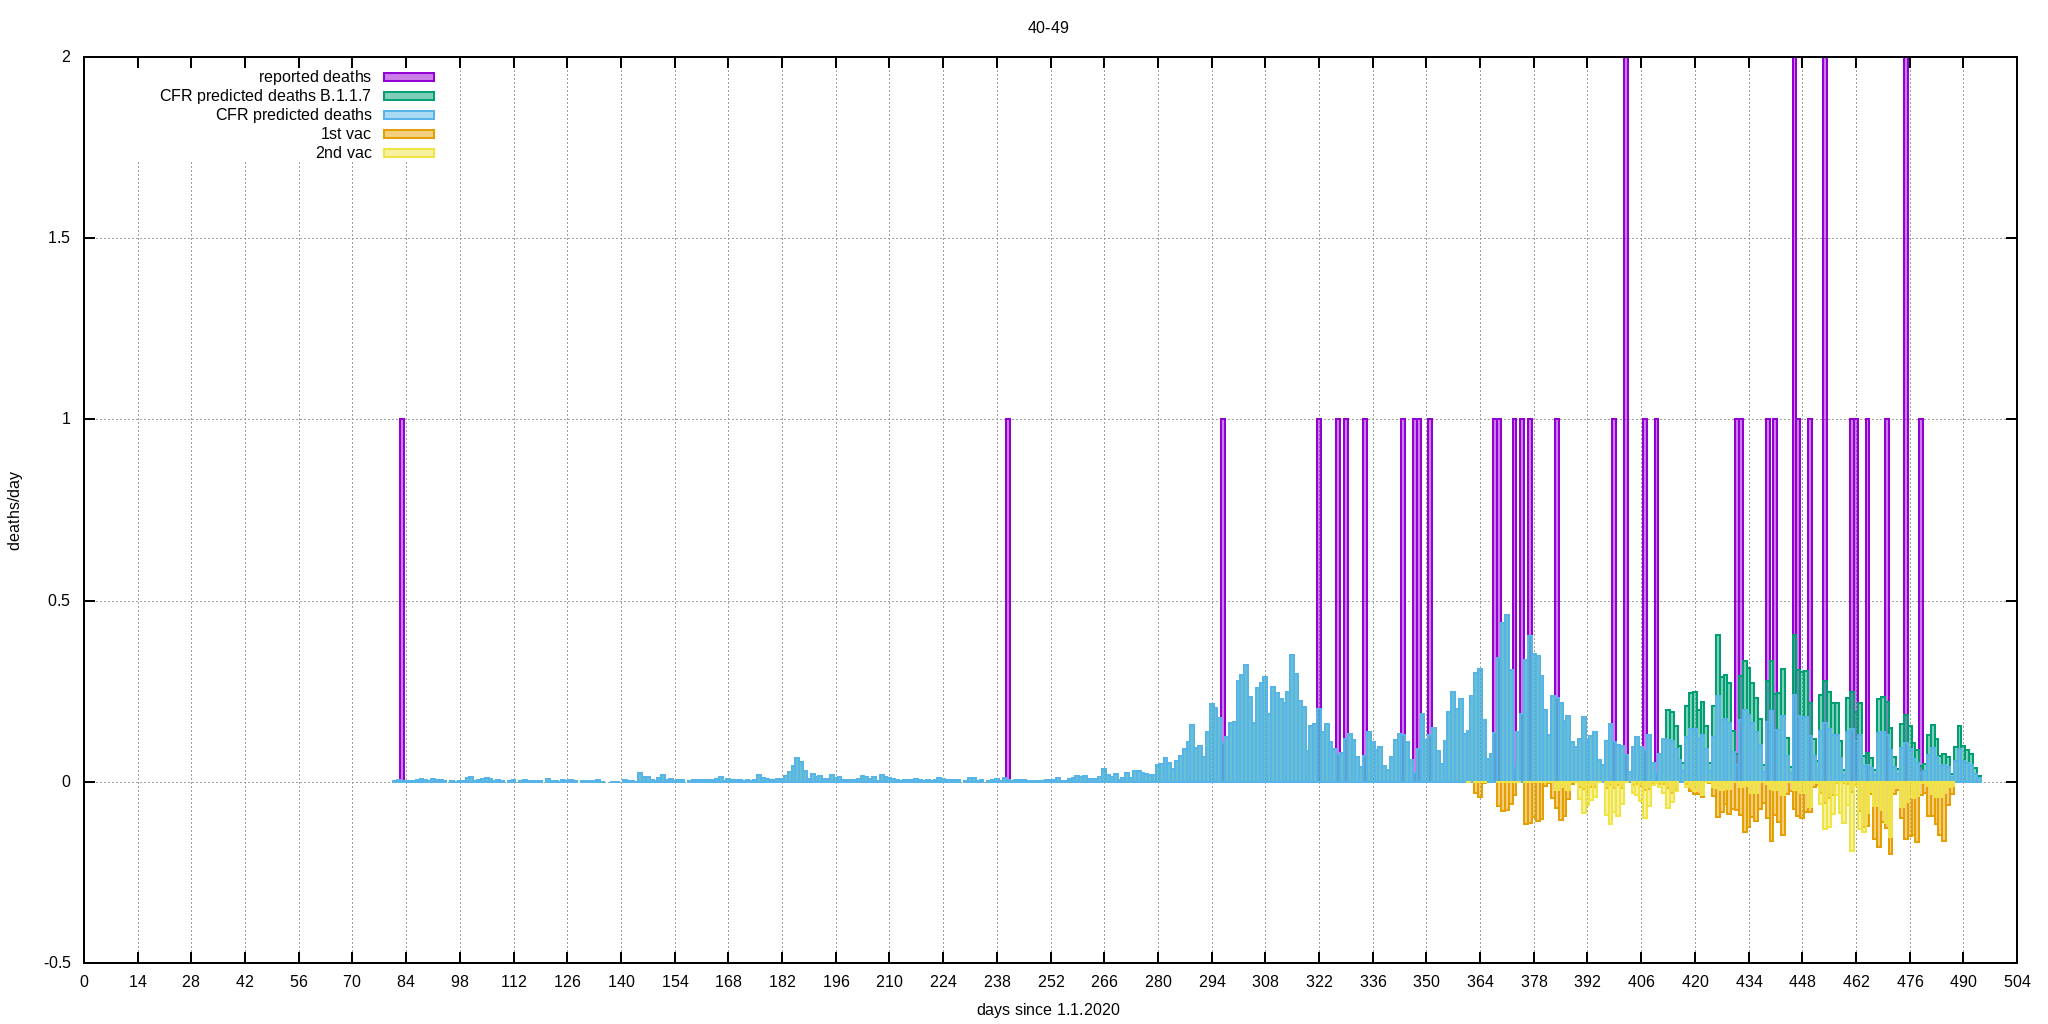 40-49
2
reported deaths
CFR predicted deaths B.1.1.7
CFR predicted deaths
1st vac
2nd vac
1.5
1
0.5
0
-0.5
deaths/day
0 14 28 42 56 70 84 98 112 126 140 154 168 182 196 210 224 238 252 266 280 294 308 322 336 350 364 378 392 406 420 434 448 462 476 490 504
days since 1.1.2020